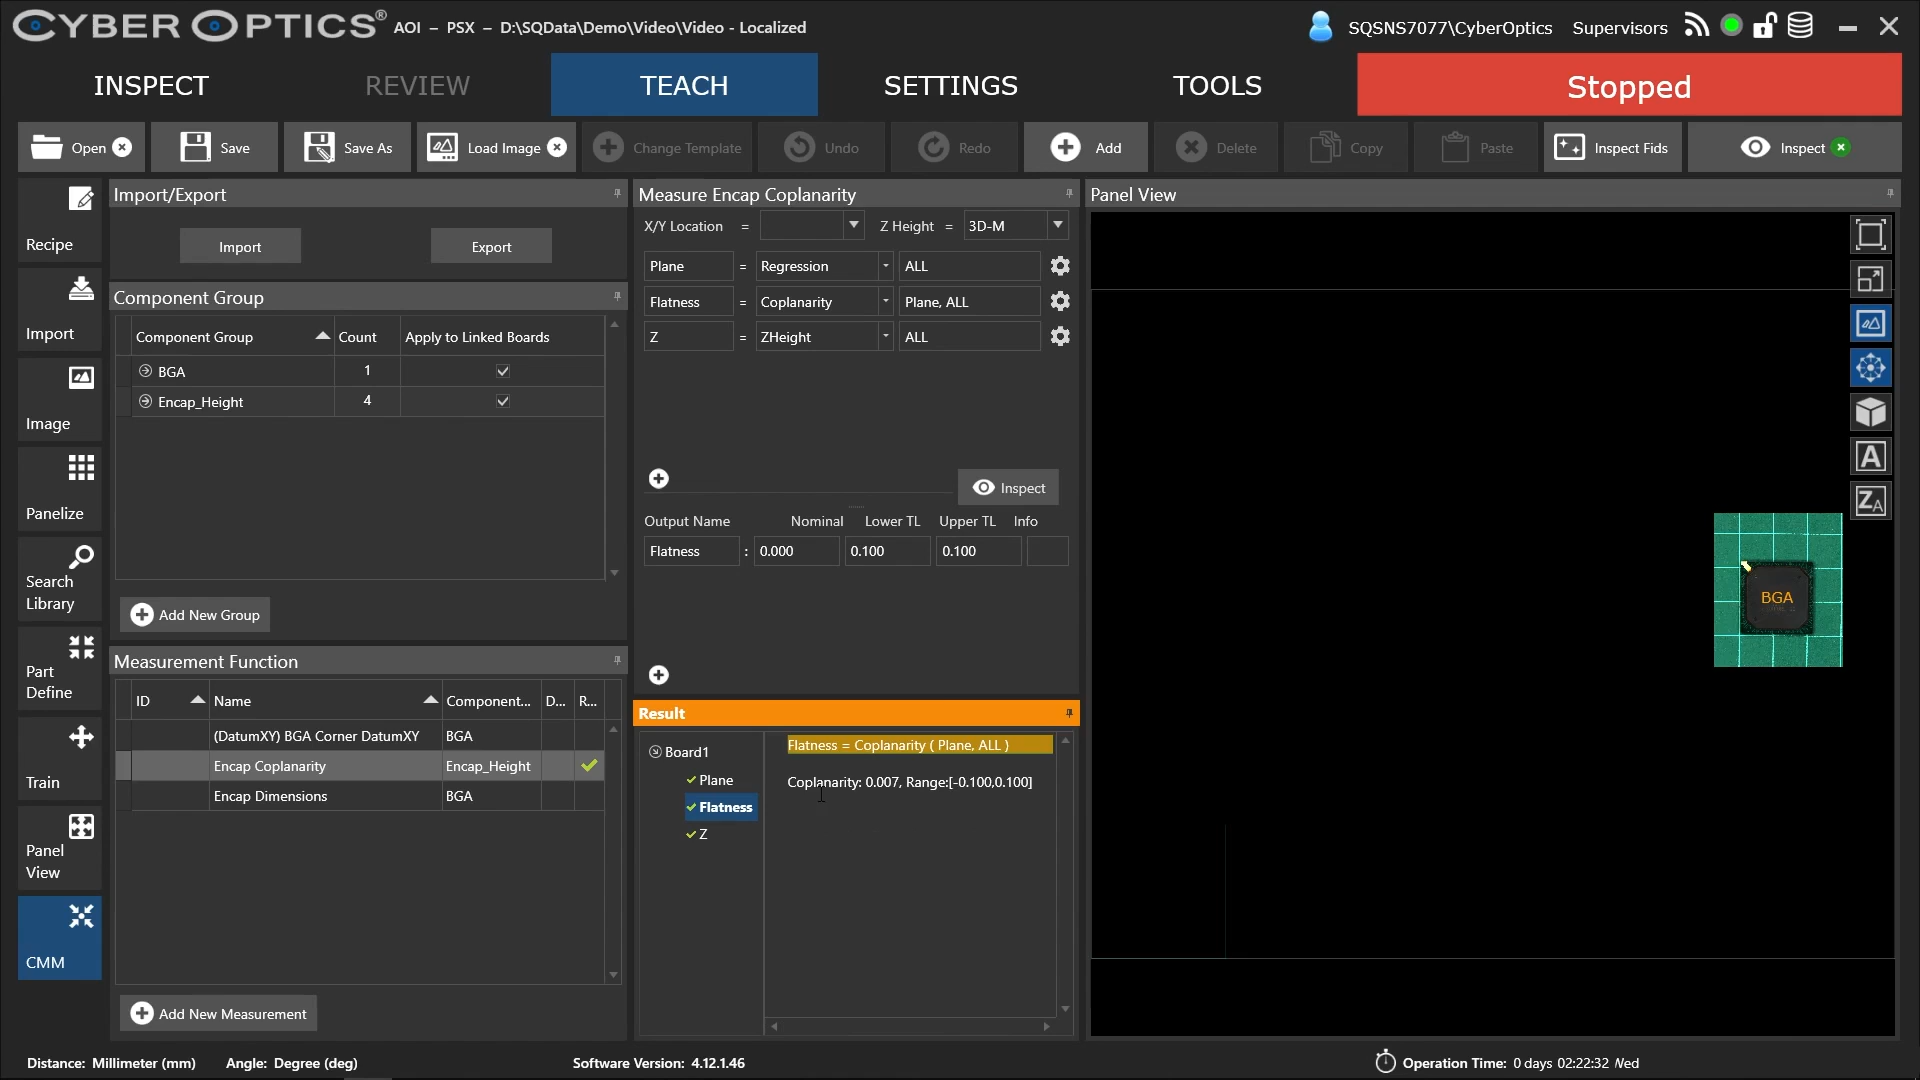 CYBEROPTICS® AOI – PSX – D:\SQData\Demo\Video\Video - Localized
SQSNS7077\CyberOptics Supervisors
INSPECT REVIEW TEACH SETTINGS TOOLS Stopped
Open Save Save As Load Image Change Template Undo Redo Add Delete Copy Paste Inspect Fids Inspect
Recipe
Import
Image
Panelize
Search
Library
Part
Define
Train
Panel
View
CMM
Import/Export
Import Export
Component Group
Component Group Count Apply to Linked Boards
BGA 1
Encap_Height 4
Add New Group
Measurement Function
ID Name Component... D... R...
(DatumXY) BGA Corner DatumXY BGA
Encap Coplanarity Encap_Height
Encap Dimensions BGA
Add New Measurement
Measure Encap Coplanarity
X/Y Location = Z Height = 3D-M
Plane = Regression ALL
Flatness = Coplanarity Plane, ALL
Z = ZHeight ALL
Inspect
Output Name Nominal Lower TL Upper TL Info
Flatness : 0.000 0.100 0.100
Result
Board1
Plane
Flatness
Z
Flatness = Coplanarity ( Plane, ALL )
Coplanarity: 0.007, Range:[-0.100,0.100]
Panel View
A
ZA
BGA
Distance: Millimeter (mm) Angle: Degree (deg) Software Version: 4.12.1.46 Operation Time: 0 days 02:22:32 Wed